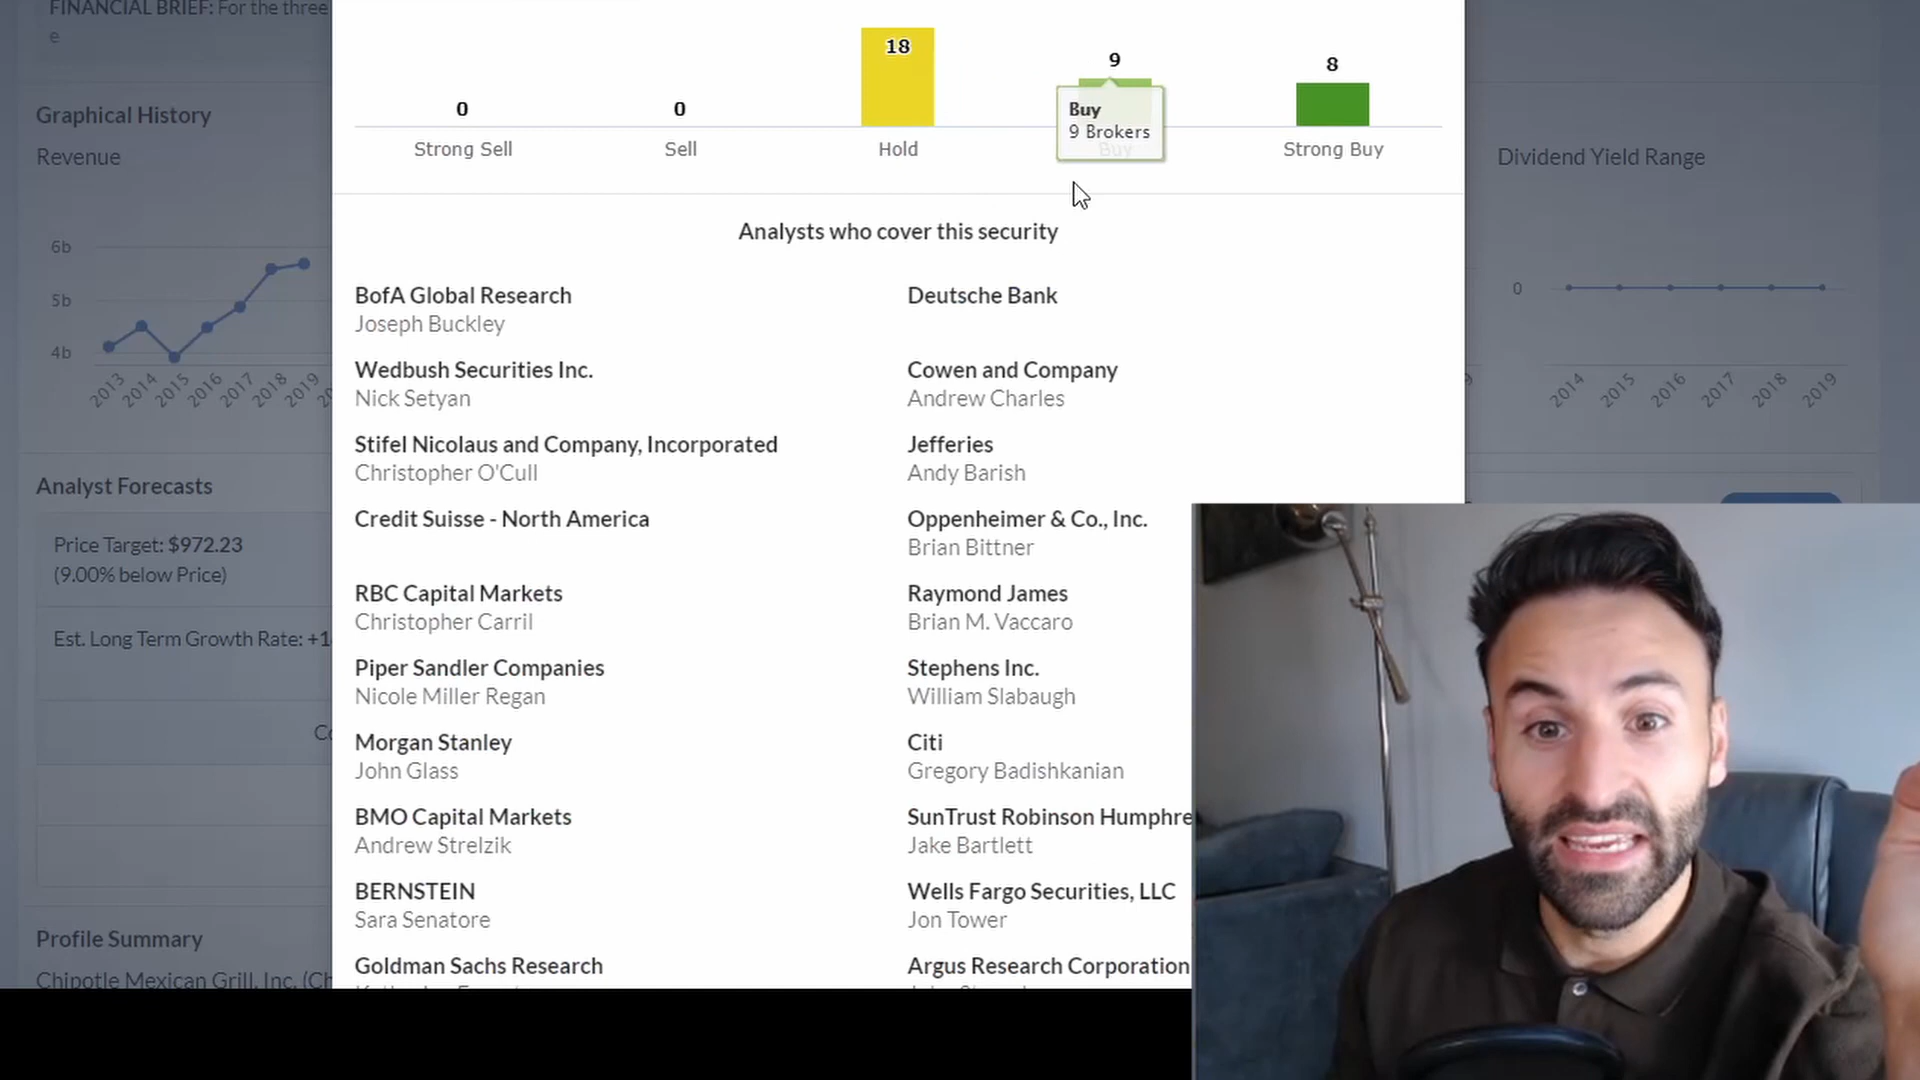 FINANCIAL BRIEF: For the three
e
18
9
8
0
0
Buy
9 Brokers
Strong Sell
Sell
Hold
Buy
Strong Buy
Graphical History
Revenue
6b
5b
4b
2013
2014
2015
2016
2017
2018
2019
Dividend Yield Range
0
2014
2015
2016
2017
2018
2019
Analysts who cover this security
BofA Global Research
Joseph Buckley
Deutsche Bank
Wedbush Securities Inc.
Nick Setyan
Cowen and Company
Andrew Charles
Stifel Nicolaus and Company, Incorporated
Christopher O'Cull
Jefferies
Andy Barish
Credit Suisse - North America
Oppenheimer & Co., Inc.
Brian Bittner
RBC Capital Markets
Christopher Carril
Raymond James
Brian M. Vaccaro
Piper Sandler Companies
Nicole Miller Regan
Stephens Inc.
William Slabaugh
Morgan Stanley
John Glass
Citi
Gregory Badishkanian
BMO Capital Markets
Andrew Strelzik
SunTrust Robinson Humphre
Jake Bartlett
BERNSTEIN
Sara Senatore
Wells Fargo Securities, LLC
Jon Tower
Goldman Sachs Research
Argus Research Corporation
Analyst Forecasts
Price Target: $972.23
(9.00% below Price)
Est. Long Term Growth Rate:
Profile Summary
Chipotle Mexican Grill, Inc. (Ch